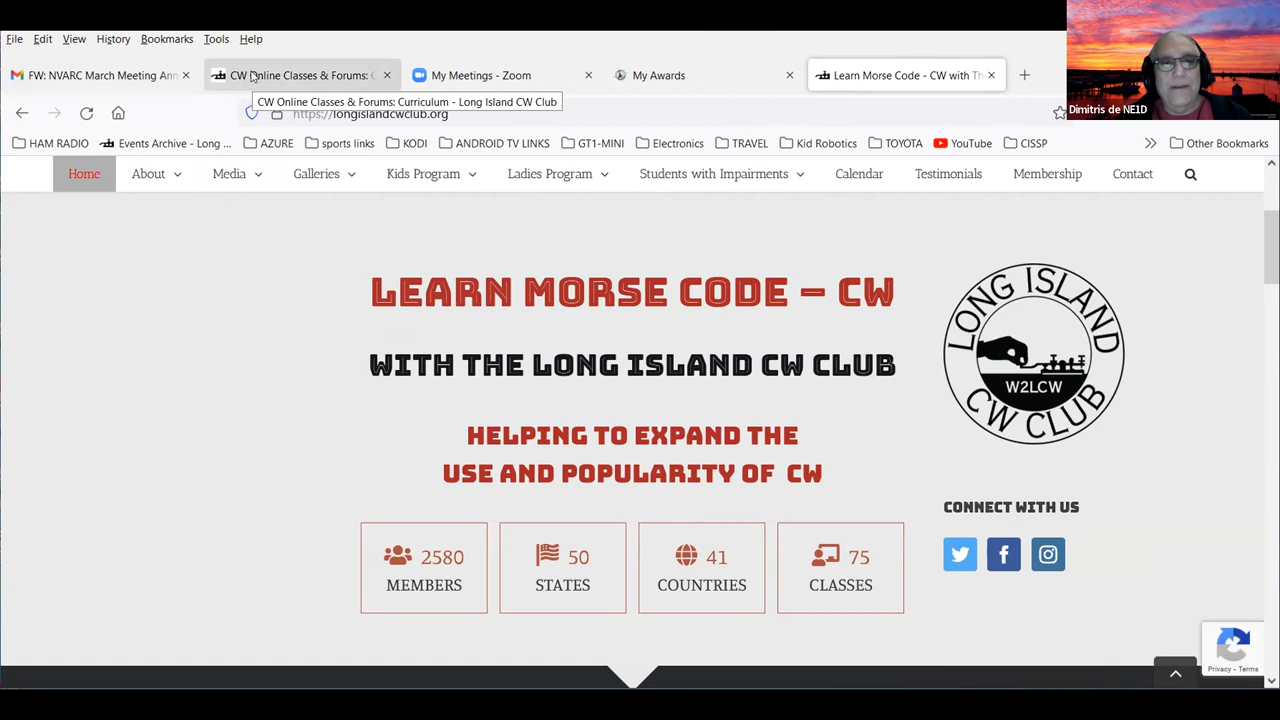 File Edit View History Bookmarks Tools Help
FW: NVARC March Meeting Ann
CW Online Classes & Forums: C
My Meetings - Zoom
My Awards
Learn Morse Code - CW with Th
CW Online Classes & Forums: Curriculum - Long Island CW Club
https://longislandcwclub.org
Dimitris de NE1D
HAM RADIO Events Archive - Long ... AZURE sports links KODI ANDROID TV LINKS GT1-MINI Electronics TRAVEL Kid Robotics TOYOTA YouTube CISSP Other Bookmarks
Home About Media Galleries Kids Program Ladies Program Students with Impairments Calendar Testimonials Membership Contact
LEARN MORSE CODE – CW
WITH THE LONG ISLAND CW CLUB
HELPING TO EXPAND THE
USE AND POPULARITY OF CW
LONG ISLAND
W2LCW
CW CLUB
CONNECT WITH US
2580
MEMBERS
50
STATES
41
COUNTRIES
75
CLASSES
Privacy - Terms